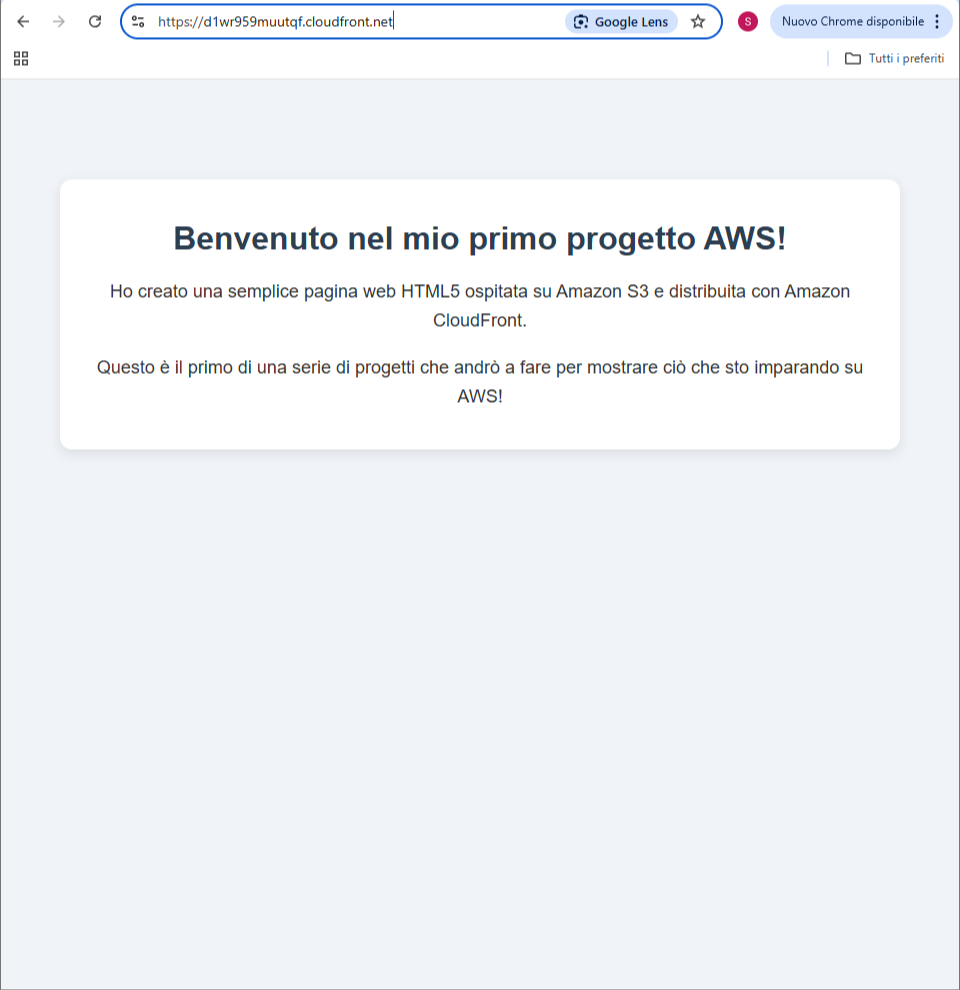 https://d1wr959muutqf.cloudfront.net
Google Lens
S
Nuovo Chrome disponibile
Tutti i preferiti
Benvenuto nel mio primo progetto AWS!
Ho creato una semplice pagina web HTML5 ospitata su Amazon S3 e distribuita con Amazon
CloudFront.
Questo è il primo di una serie di progetti che andrò a fare per mostrare ciò che sto imparando su
AWS!